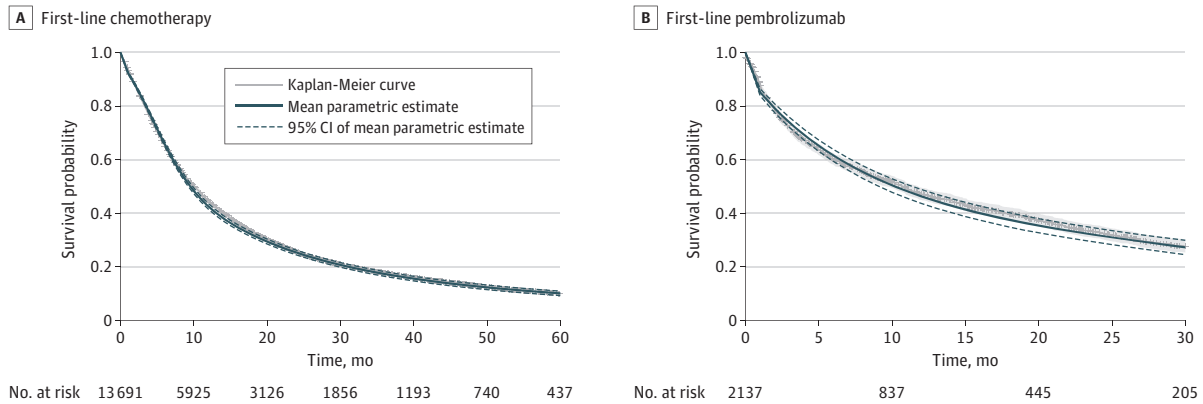 A First-line chemotherapy
1.0
0.8
0.6
0.4
0.2
0
Survival probability
Kaplan-Meier curve
Mean parametric estimate
95% CI of mean parametric estimate
0 10 20 30 40 50 60
Time, mo
No. at risk 13 691 5925 3126 1856 1193 740 437
B First-line pembrolizumab
1.0
0.8
0.6
0.4
0.2
0
Survival probability
0 5 10 15 20 25 30
Time, mo
No. at risk 2137 837 445 205